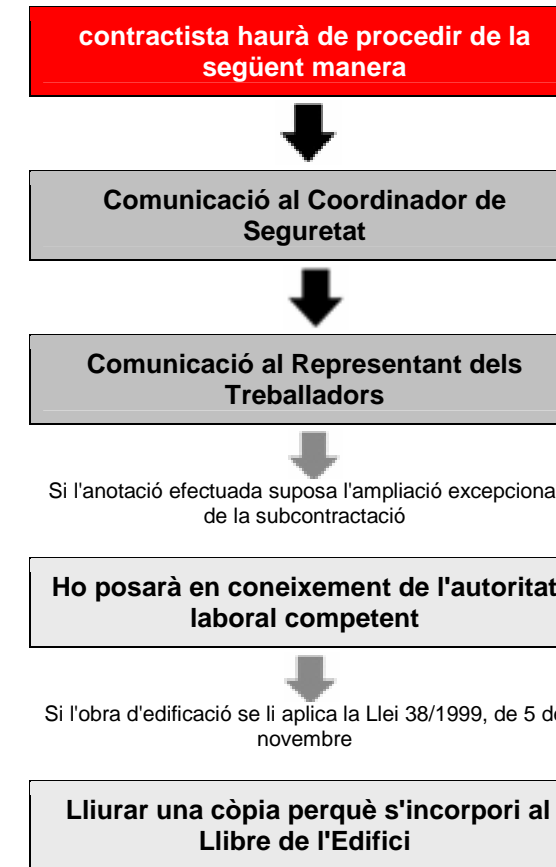 contractista haurà de procedir de la
següent manera
Comunicació al Coordinador de
Seguretat
Comunicació al Representant dels
Treballadors
Si l'anotació efectuada suposa l'ampliació excepciona
de la subcontractació
Ho posarà en coneixement de l'autoritat
laboral competent
Si l'obra d'edificació se li aplica la Llei 38/1999, de 5 de
novembre
Lliurar una còpia perquè s'incorpori al
Llibre de l'Edifici